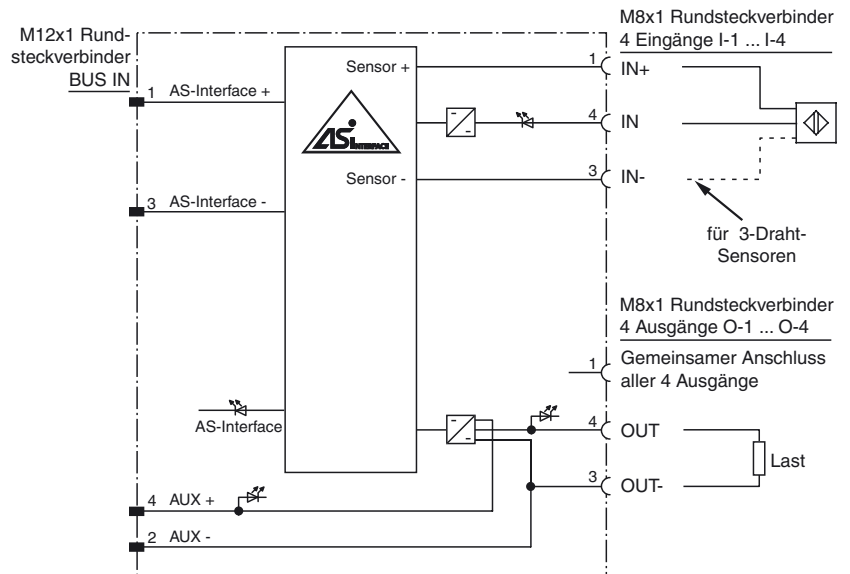 M12x1 Rund-
steckverbinder
BUS IN
1 AS-Interface +
3 AS-Interface -
AS-Interface
4 AUX +
2 AUX -
Sensor +
ASi INTERFACE
Sensor -
M8x1 Rundsteckverbinder
4 Eingänge I-1 ... I-4
1 IN+
4 IN
3 IN-
für 3-Draht-
Sensoren
M8x1 Rundsteckverbinder
4 Ausgänge O-1 ... O-4
1 Gemeinsamer Anschluss
aller 4 Ausgänge
4 OUT
3 OUT-
Last